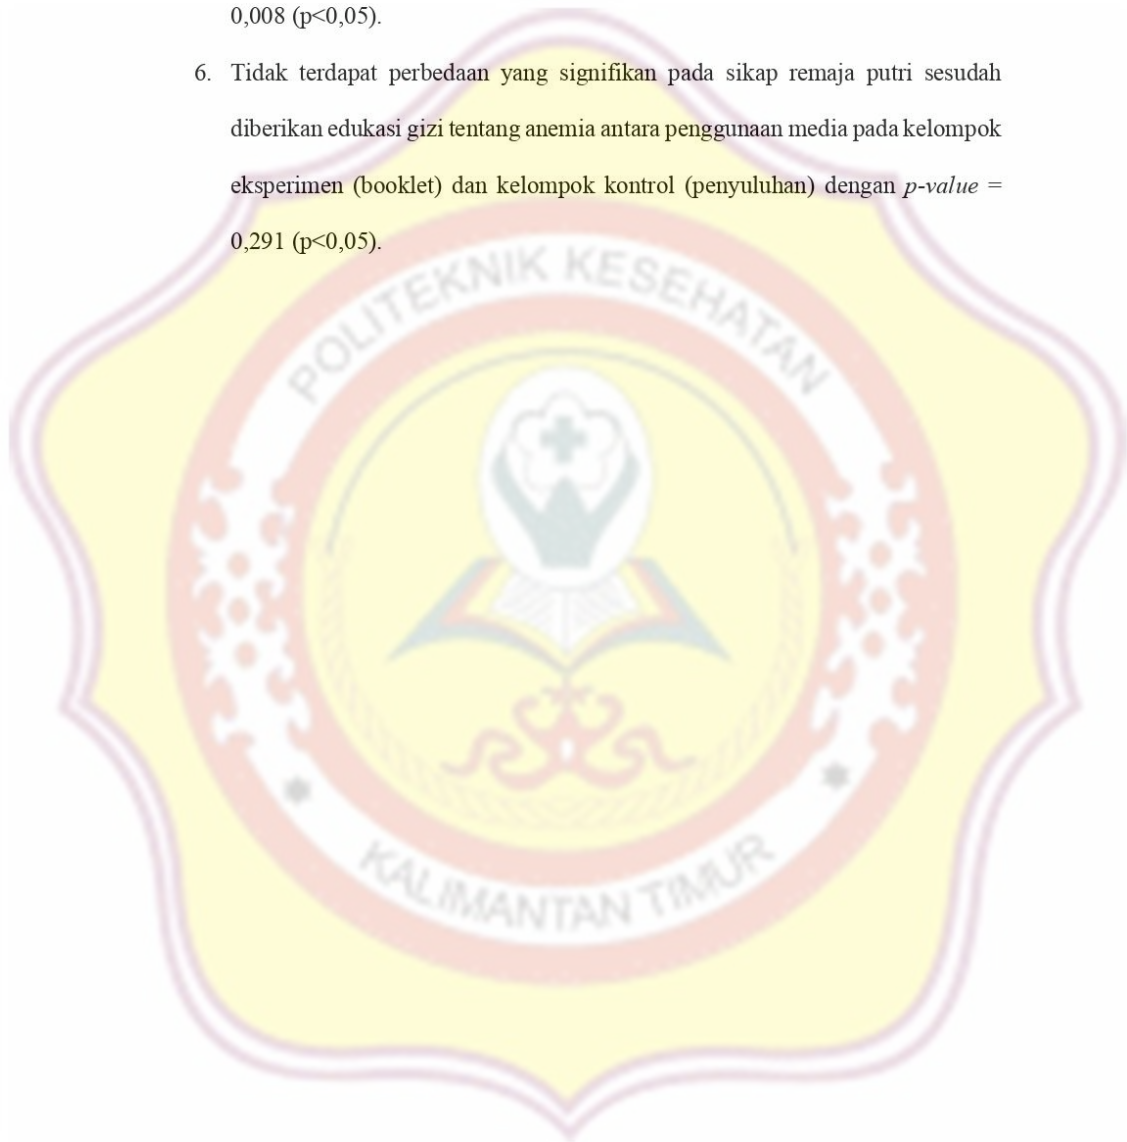 0,008 (p<0,05).
6. Tidak terdapat perbedaan yang signifikan pada sikap remaja putri sesudah
diberikan edukasi gizi tentang anemia antara penggunaan media pada kelompok
eksperimen (booklet) dan kelompok kontrol (penyuluhan) dengan p-value =
0,291 (p<0,05).
POLITEKNIK KESEHATAN
KALIMANTAN TIMUR